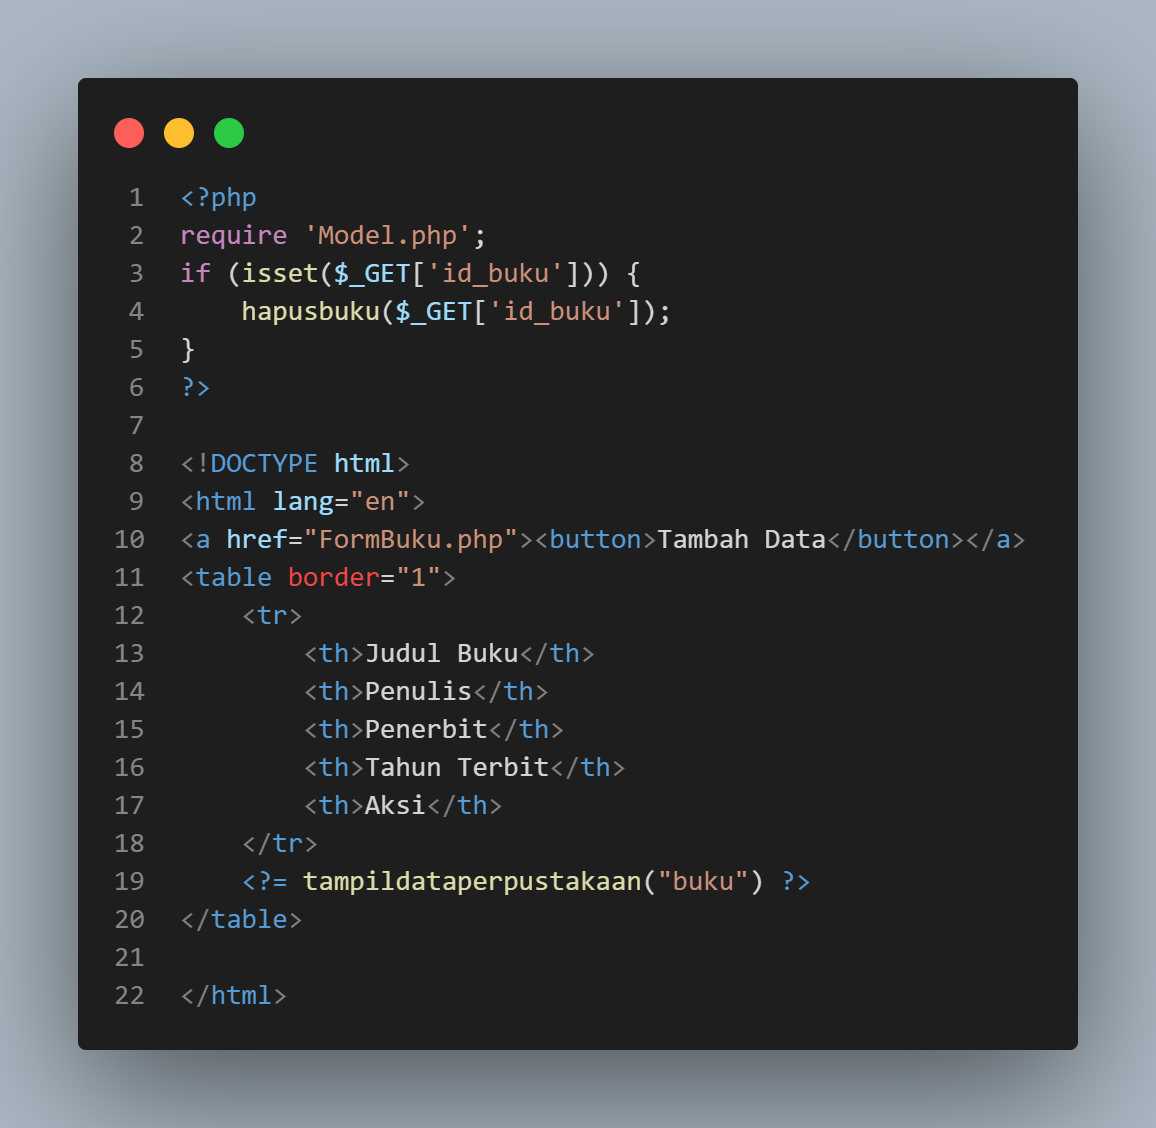 1 <?php
2 require 'Model.php';
3 if (isset($_GET['id_buku'])) {
4     hapusbuku($_GET['id_buku']);
5 }
6 ?>
7
8 <!DOCTYPE html>
9 <html lang="en">
10 <a href="FormBuku.php"><button>Tambah Data</button></a>
11 <table border="1">
12     <tr>
13         <th>Judul Buku</th>
14         <th>Penulis</th>
15         <th>Penerbit</th>
16         <th>Tahun Terbit</th>
17         <th>Aksi</th>
18     </tr>
19     <?= tampildataperpustakaan("buku") ?>
20 </table>
21
22 </html>